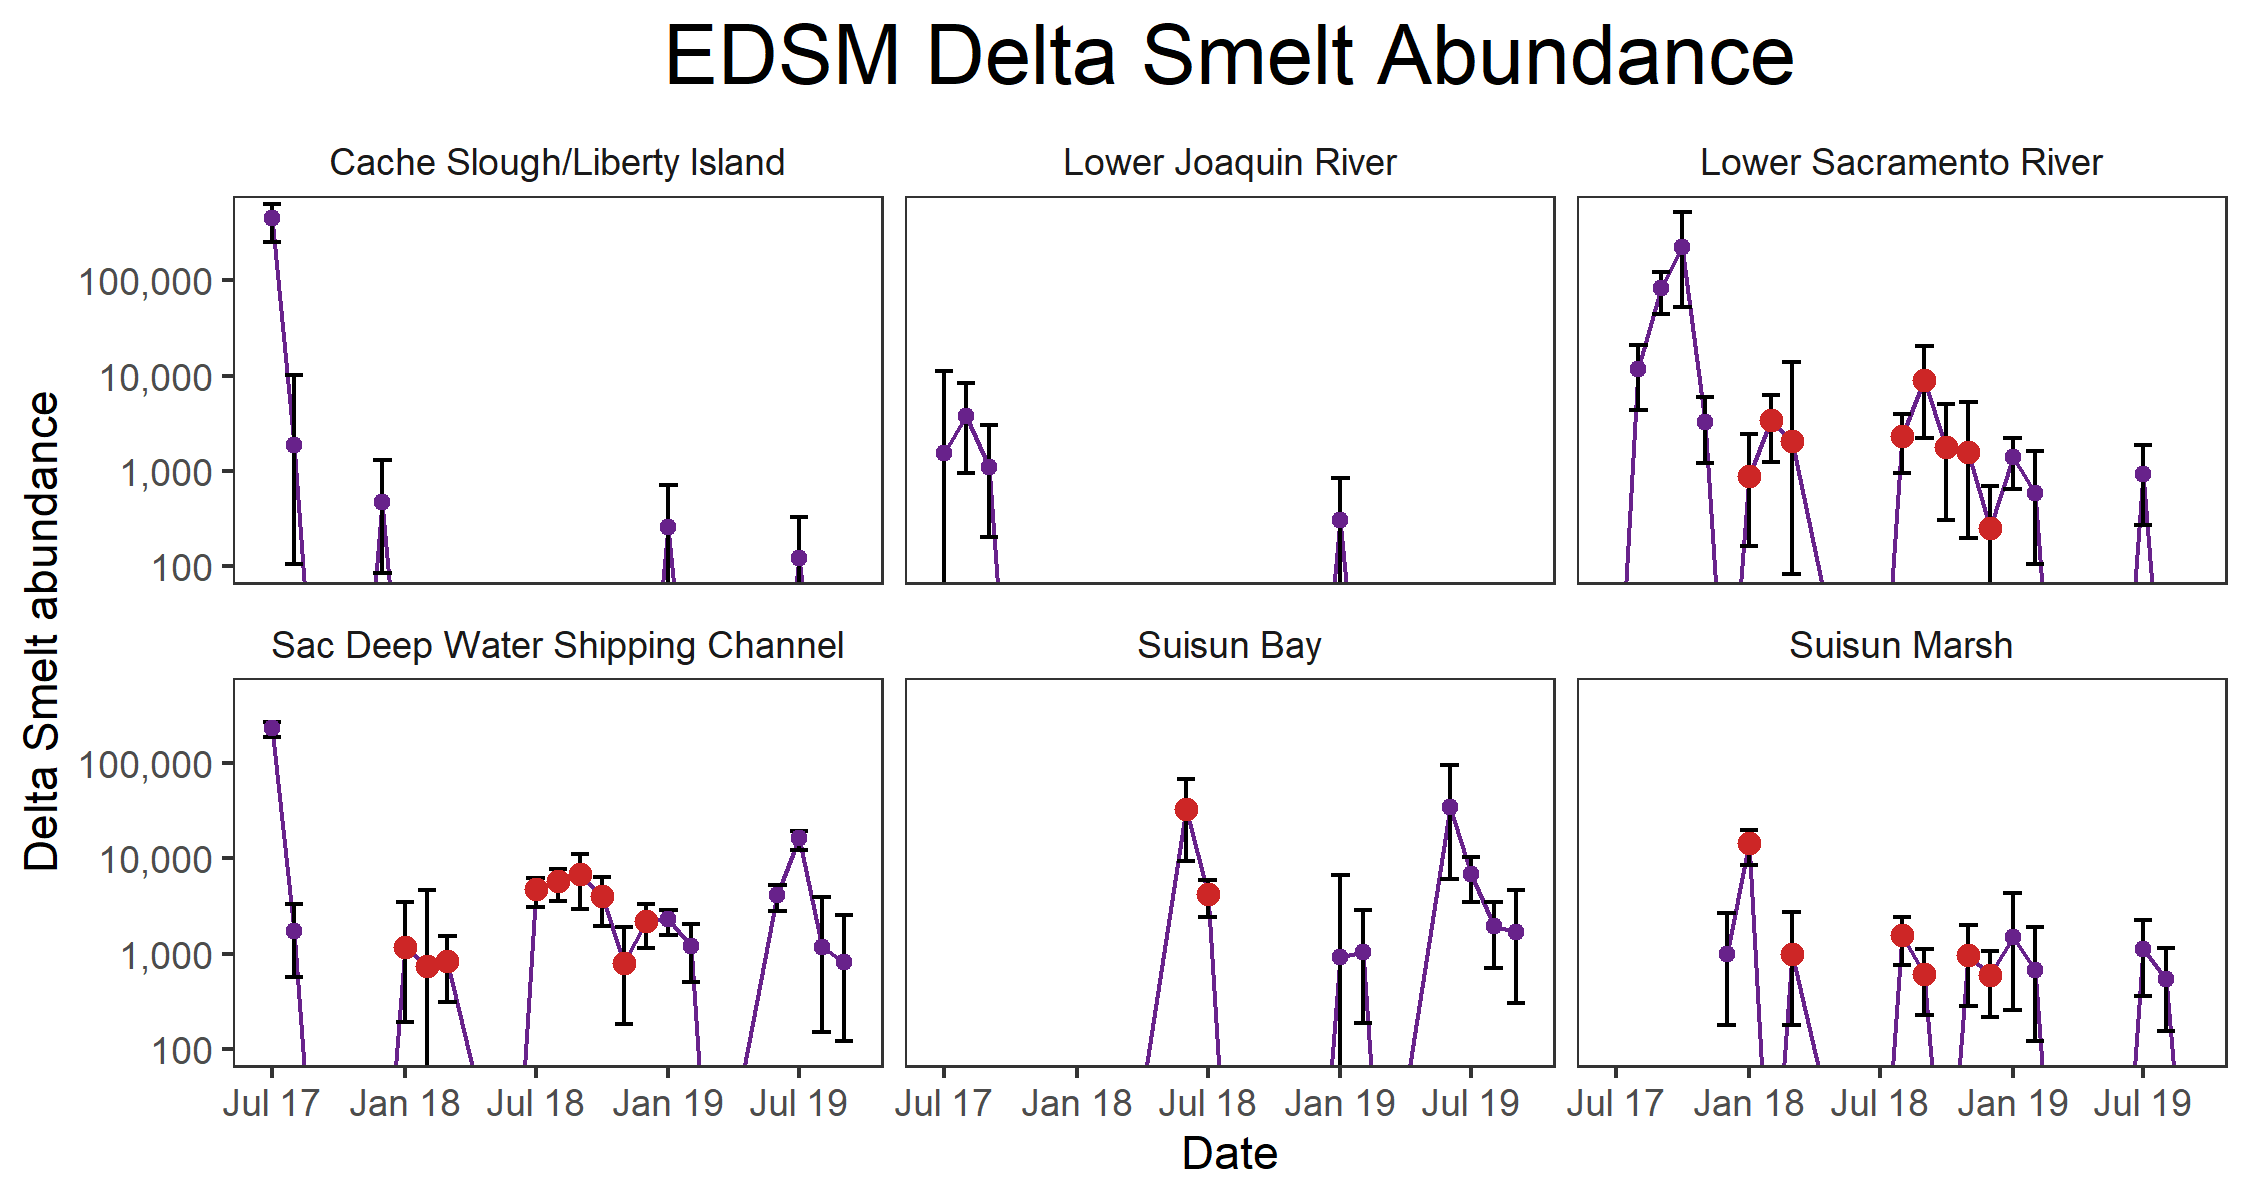 EDSM Delta Smelt Abundance
Cache Slough/Liberty Island
Lower Joaquin River
Lower Sacramento River
100,000
10,000
1,000
100
Delta Smelt abundance
Sac Deep Water Shipping Channel
Suisun Bay
Suisun Marsh
100,000
10,000
1,000
100
Jul 17 Jan 18 Jul 18 Jan 19 Jul 19
Jul 17 Jan 18 Jul 18 Jan 19 Jul 19
Jul 17 Jan 18 Jul 18 Jan 19 Jul 19
Date